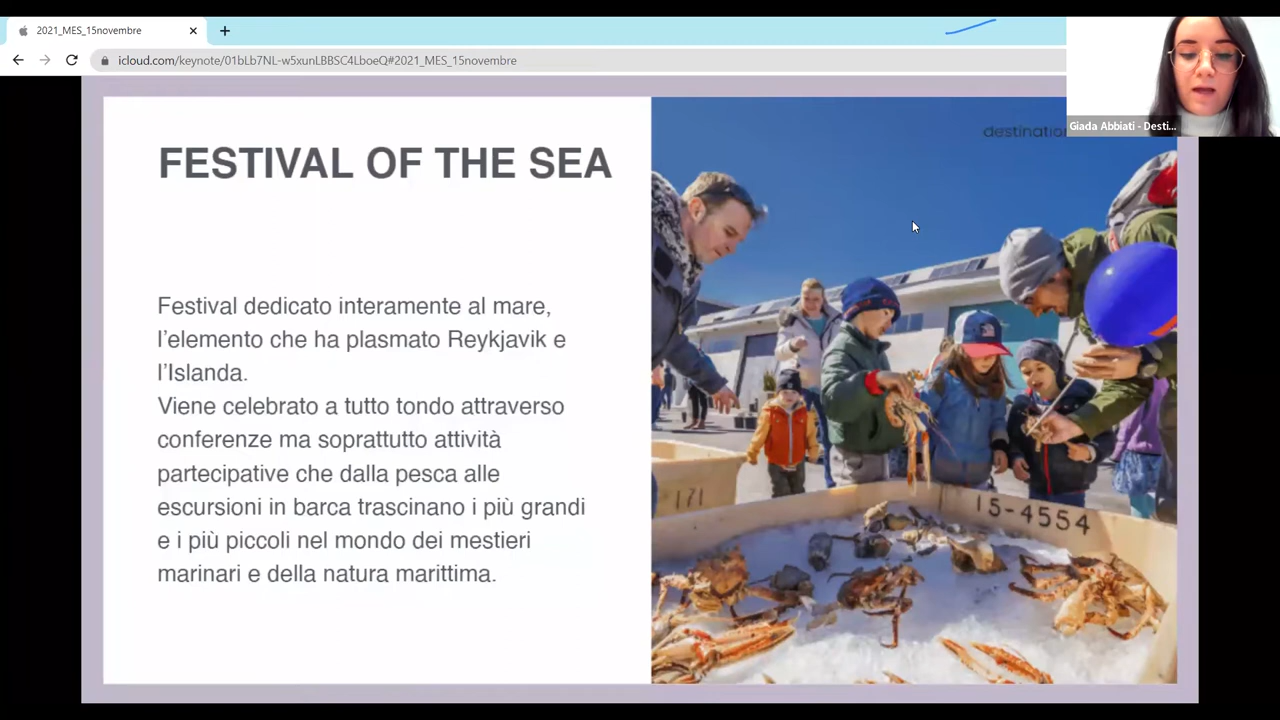 2021_MES_15novembre
icloud.com/keynote/01bLb7NL-w5xunLBBSC4LboeQ#2021_MES_15novembre
Giada Abbiati - Desti...
destination
FESTIVAL OF THE SEA
Festival dedicato interamente al mare,
l’elemento che ha plasmato Reykjavik e
l’Islanda.
Viene celebrato a tutto tondo attraverso
conferenze ma soprattutto attività
partecipative che dalla pesca alle
escursioni in barca trascinano i più grandi
e i più piccoli nel mondo dei mestieri
marinari e della natura marittima.
171
15-4554